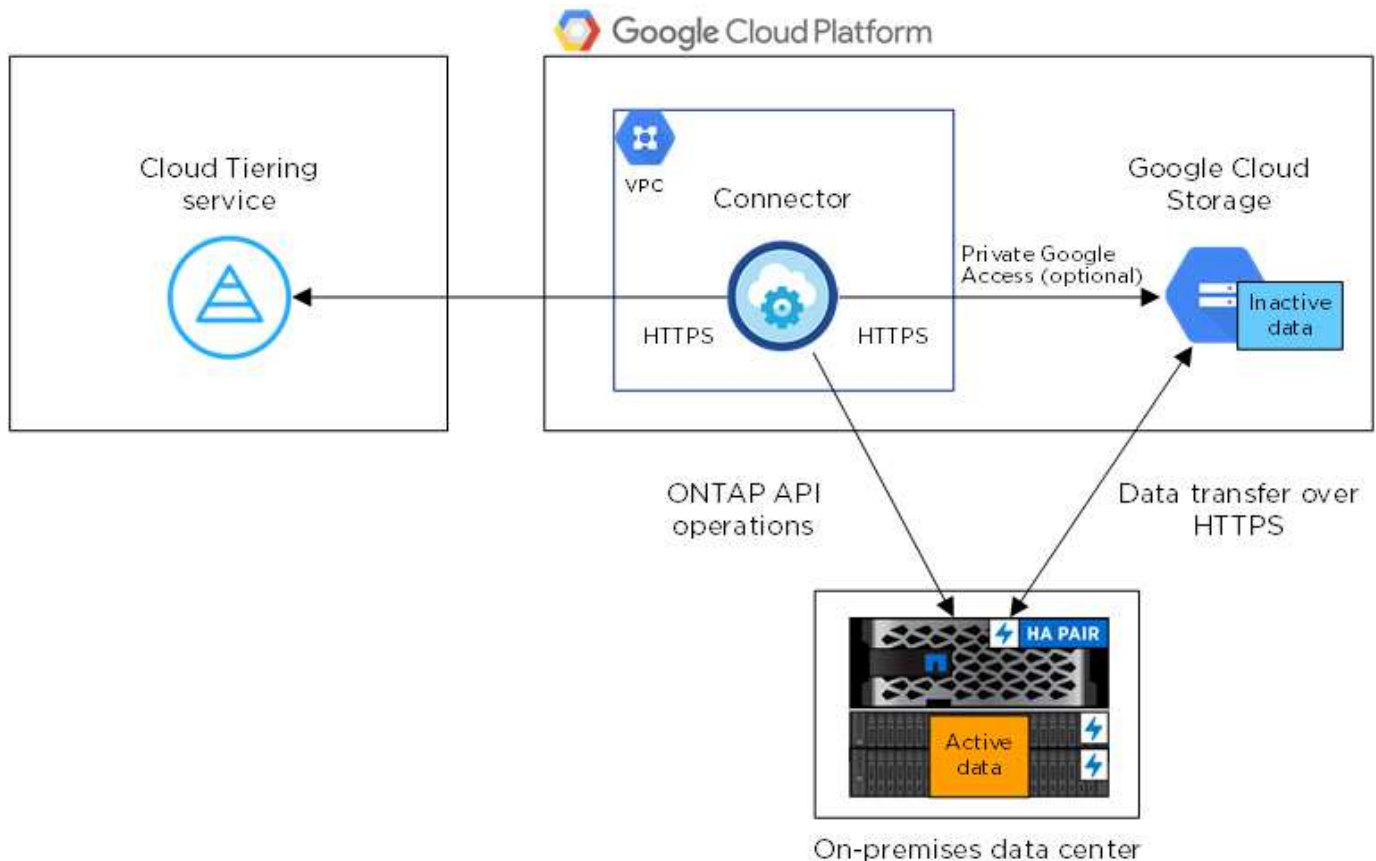 Google Cloud Platform
Cloud Tiering
service
VPC
Connector
Google Cloud
Storage
Private Google
Access (optional)
Inactive
data
HTTPS
HTTPS
ONTAP API
operations
Data transfer over
HTTPS
HA PAIR
Active
data
On-premises data center